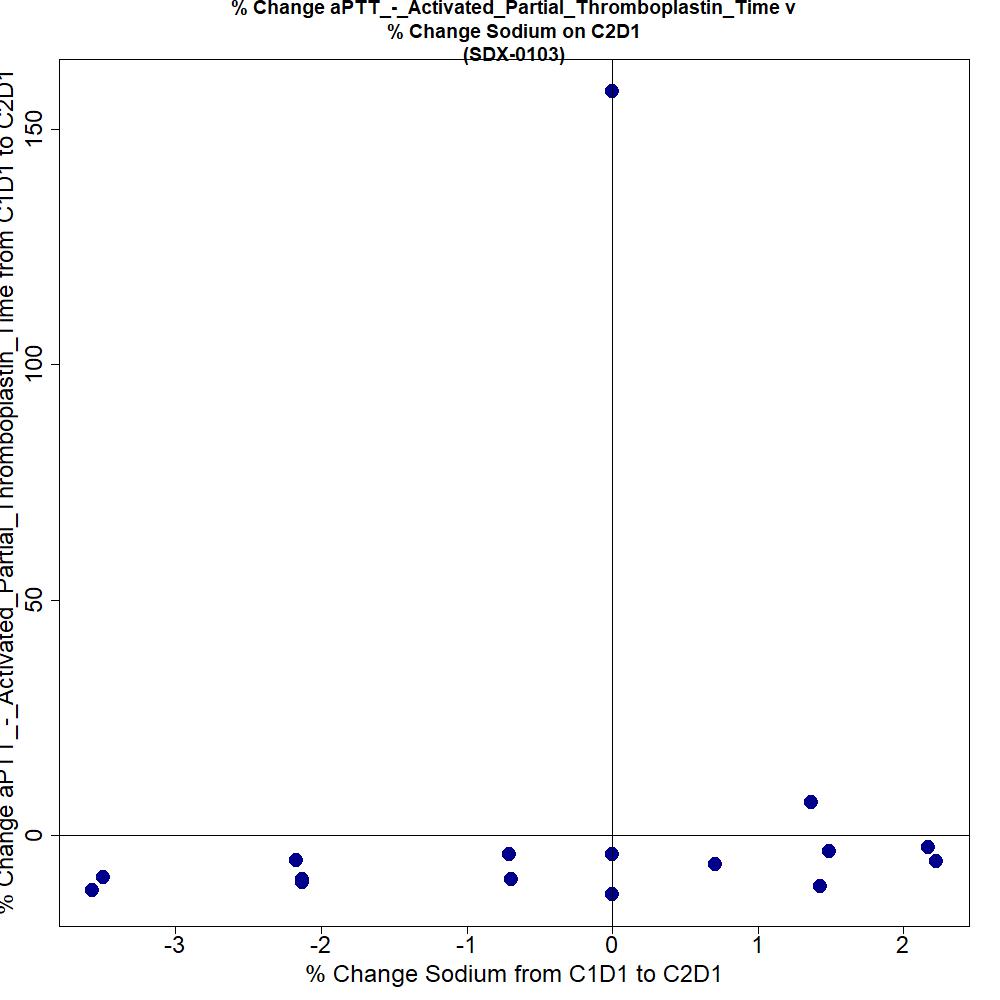 % Change aPTT_-_Activated_Partial_Thromboplastin_Time v
% Change Sodium on C2D1
(SDX-0103)
% Change aPTT_-_Activated_Partial_Thromboplastin_Time from C1D1 to C2D1
150
100
50
0
-3 -2 -1 0 1 2
% Change Sodium from C1D1 to C2D1